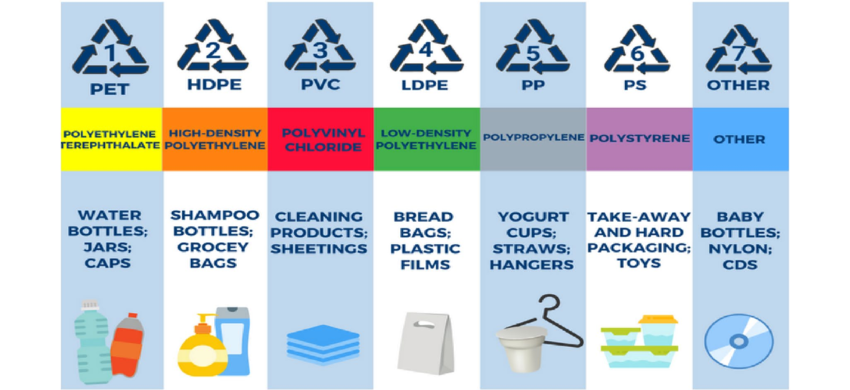 1
PET
POLYETHYLENE
TEREPHTHALATE
WATER
BOTTLES;
JARS;
CAPS
2
HDPE
HIGH-DENSITY
POLYETHYLENE
SHAMPOO
BOTTLES;
GROCEY
BAGS
3
PVC
POLYVINYL
CHLORIDE
CLEANING
PRODUCTS;
SHEETINGS
4
LDPE
LOW-DENSITY
POLYETHYLENE
BREAD
BAGS;
PLASTIC
FILMS
5
PP
POLYPROPYLENE
YOGURT
CUPS;
STRAWS;
HANGERS
6
PS
POLYSTYRENE
TAKE-AWAY
AND HARD
PACKAGING;
TOYS
7
OTHER
OTHER
BABY
BOTTLES;
NYLON;
CDS